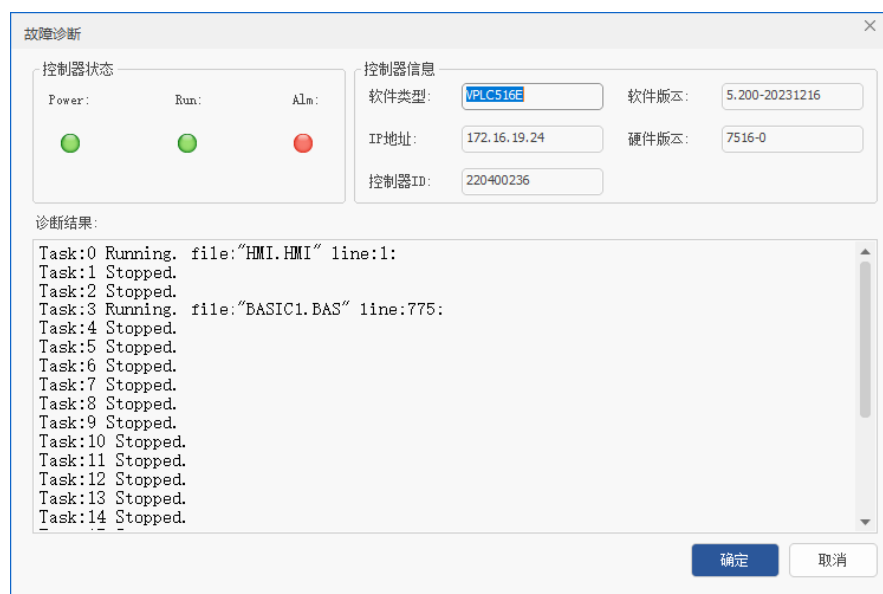 故障诊断
控制器状态
Power: Run: Alm:
控制器信息
软件类型: VPLC516E 软件版本: 5.200-20231216
IP地址: 172.16.19.24 硬件版本: 7516-0
控制器ID: 220400236
诊断结果:
Task:0 Running. file:"HMI.HMI" line:1:
Task:1 Stopped.
Task:2 Stopped.
Task:3 Running. file:"BASIC1.BAS" line:775:
Task:4 Stopped.
Task:5 Stopped.
Task:6 Stopped.
Task:7 Stopped.
Task:8 Stopped.
Task:9 Stopped.
Task:10 Stopped.
Task:11 Stopped.
Task:12 Stopped.
Task:13 Stopped.
Task:14 Stopped.
确定 取消